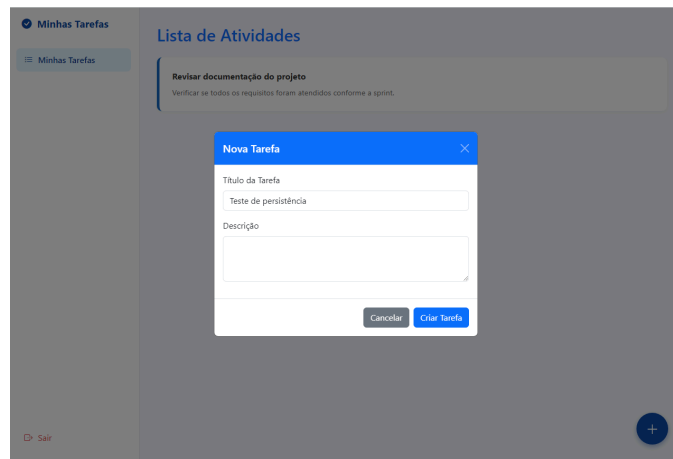 Minhas Tarefas
Minhas Tarefas
Sair
Lista de Atividades
Revisar documentação do projeto
Verificar se todos os requisitos foram atendidos conforme a sprint.
Nova Tarefa
Título da Tarefa
Teste de persistência
Descrição
Cancelar Criar Tarefa